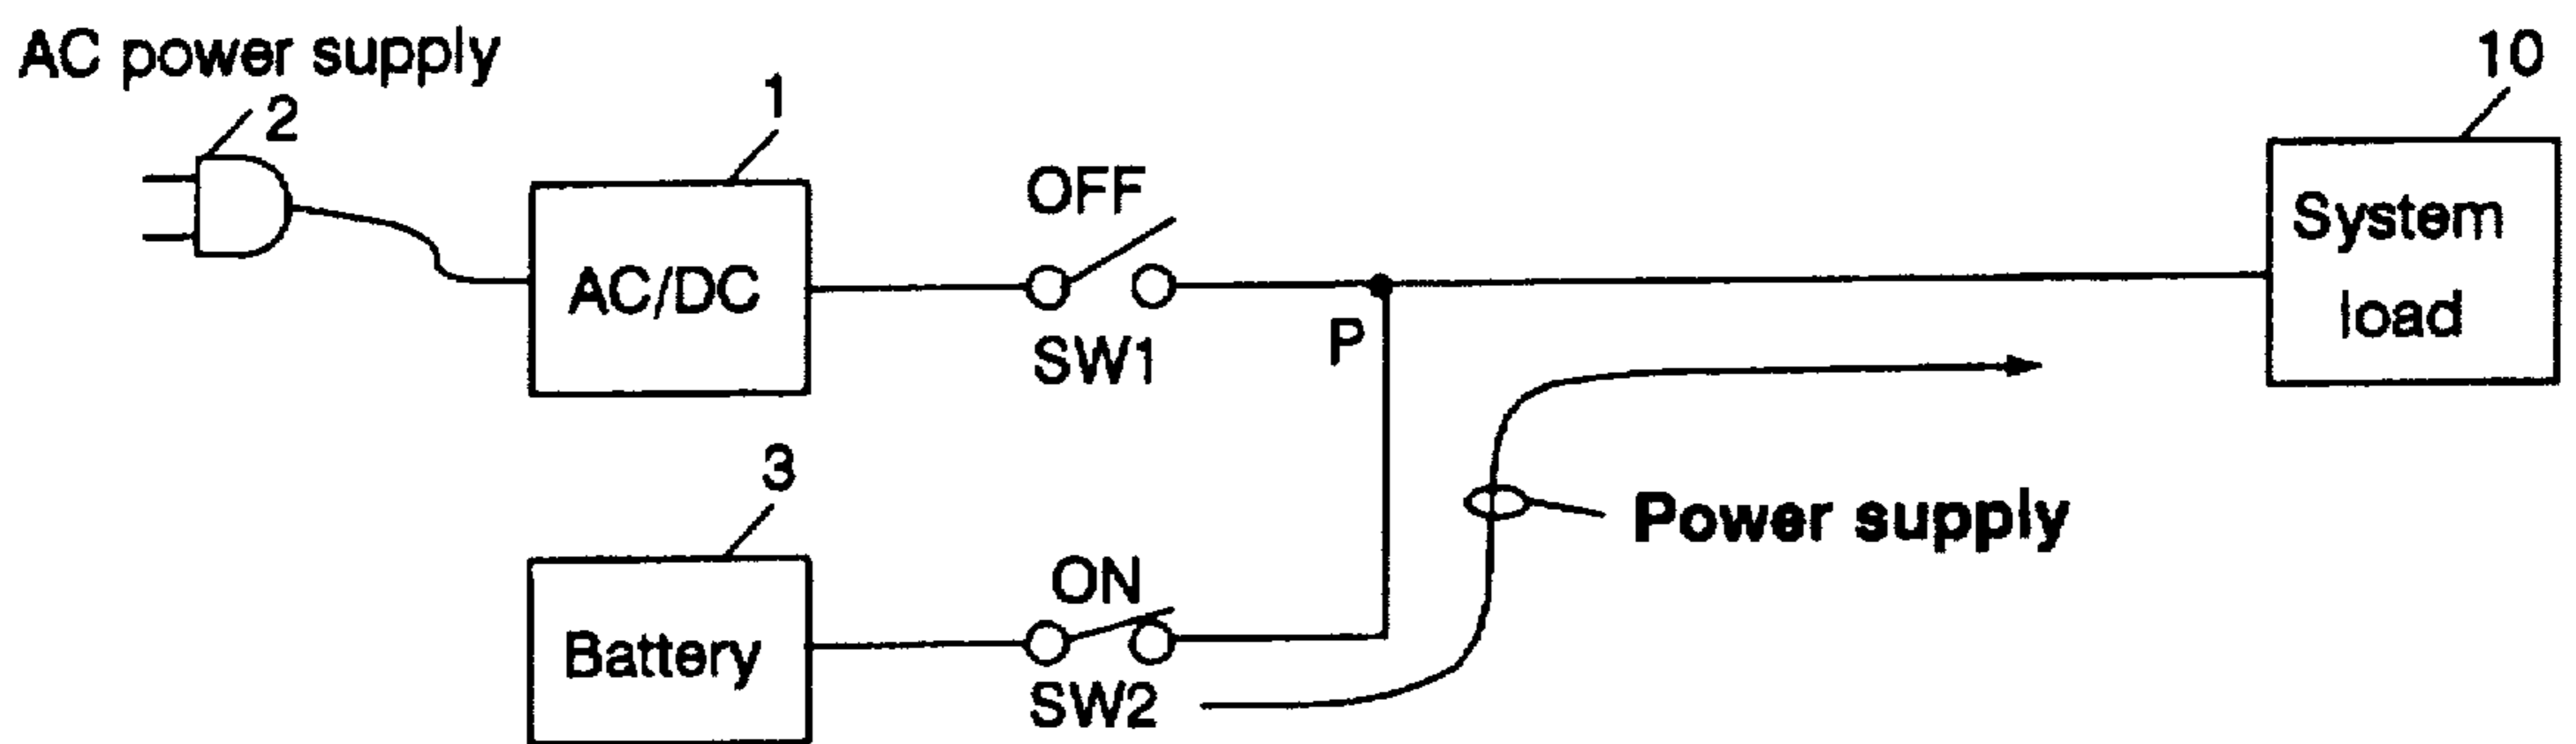 AC power supply
2
1
10
OFF
AC/DC
SW1
P
System
load
3
ON
Battery
SW2
Power supply